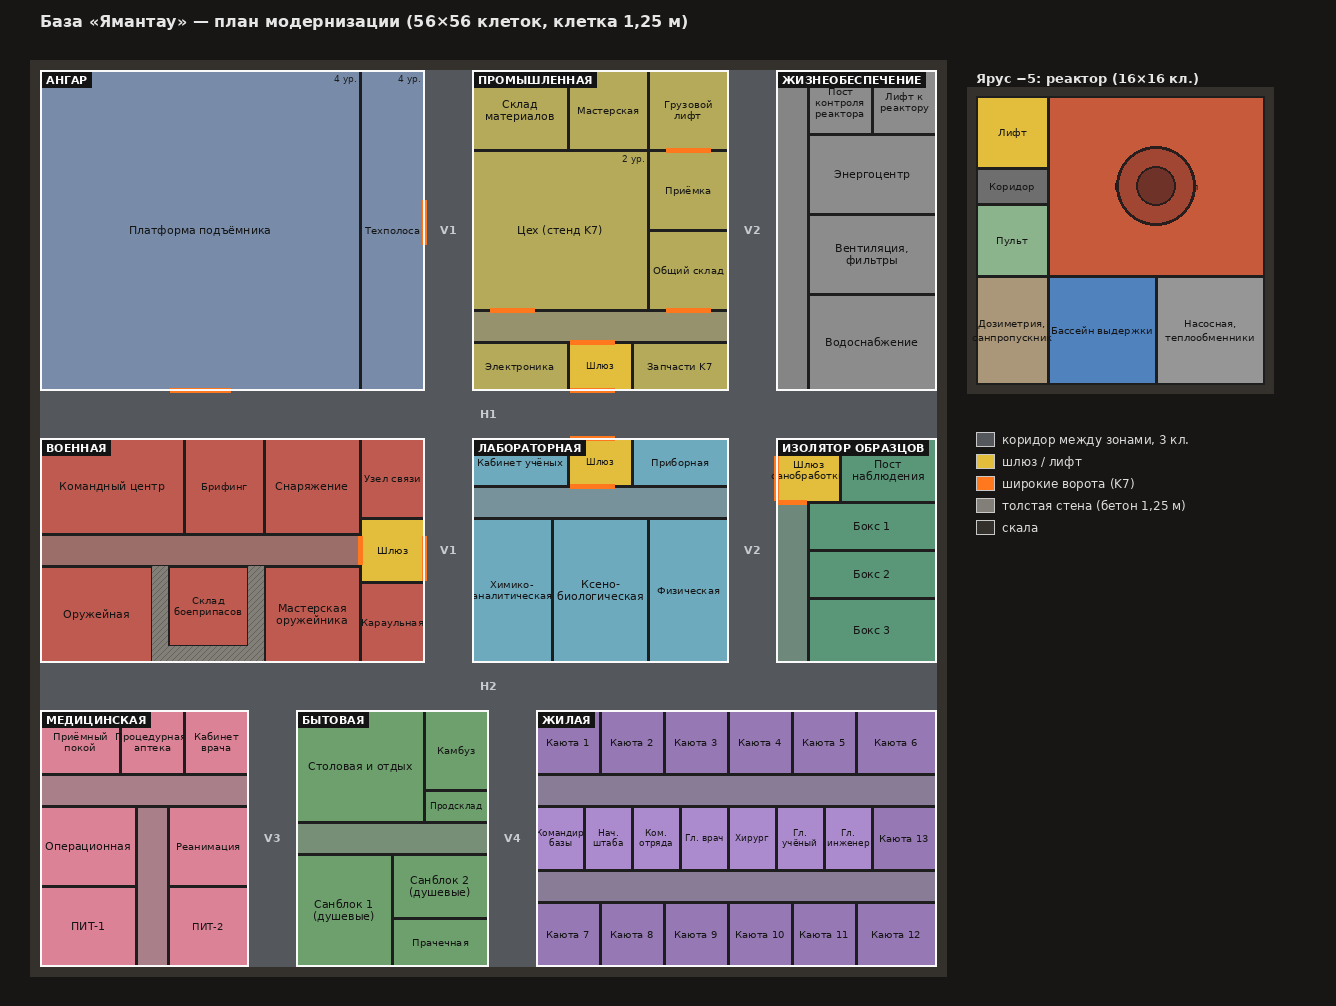 База «Ямантау» — план модернизации (56×56 клеток, клетка 1,25 м)
АНГАР
4 ур.
4 ур.
Платформа подъёмника
Техполоса
V1
ПРОМЫШЛЕННАЯ
Склад
материалов
Мастерская
Грузовой
лифт
2 ур.
Цех (стенд К7)
Приёмка
Общий склад
Электроника
Шлюз
Запчасти К7
V2
ЖИЗНЕОБЕСПЕЧЕНИЕ
Пост
контроля
реактора
Лифт к
реактору
Энергоцентр
Вентиляция,
фильтры
Водоснабжение
Ярус −5: реактор (16×16 кл.)
Лифт
Коридор
Пульт
Дозиметрия,
санпропускник
Бассейн выдержки
Насосная,
теплообменники
H1
ВОЕННАЯ
Командный центр
Брифинг
Снаряжение
Узел связи
Шлюз
Оружейная
Склад
боеприпасов
Мастерская
оружейника
Караульная
V1
ЛАБОРАТОРНАЯ
Кабинет учёных
Шлюз
Приборная
Химико-
аналитическая
Ксено-
биологическая
Физическая
V2
ИЗОЛЯТОР ОБРАЗЦОВ
Шлюз
санобработки
Пост
наблюдения
Бокс 1
Бокс 2
Бокс 3
коридор между зонами, 3 кл.
шлюз / лифт
широкие ворота (К7)
толстая стена (бетон 1,25 м)
скала
H2
МЕДИЦИНСКАЯ
Приёмный
покой
Процедурная
аптека
Кабинет
врача
Операционная
Реанимация
ПИТ-1
ПИТ-2
V3
БЫТОВАЯ
Столовая и отдых
Камбуз
Продсклад
Санблок 1
(душевые)
Санблок 2
(душевые)
Прачечная
V4
ЖИЛАЯ
Каюта 1
Каюта 2
Каюта 3
Каюта 4
Каюта 5
Каюта 6
Командир
базы
Нач.
штаба
Ком.
отряда
Гл. врач
Хирург
Гл.
учёный
Гл.
инженер
Каюта 13
Каюта 7
Каюта 8
Каюта 9
Каюта 10
Каюта 11
Каюта 12